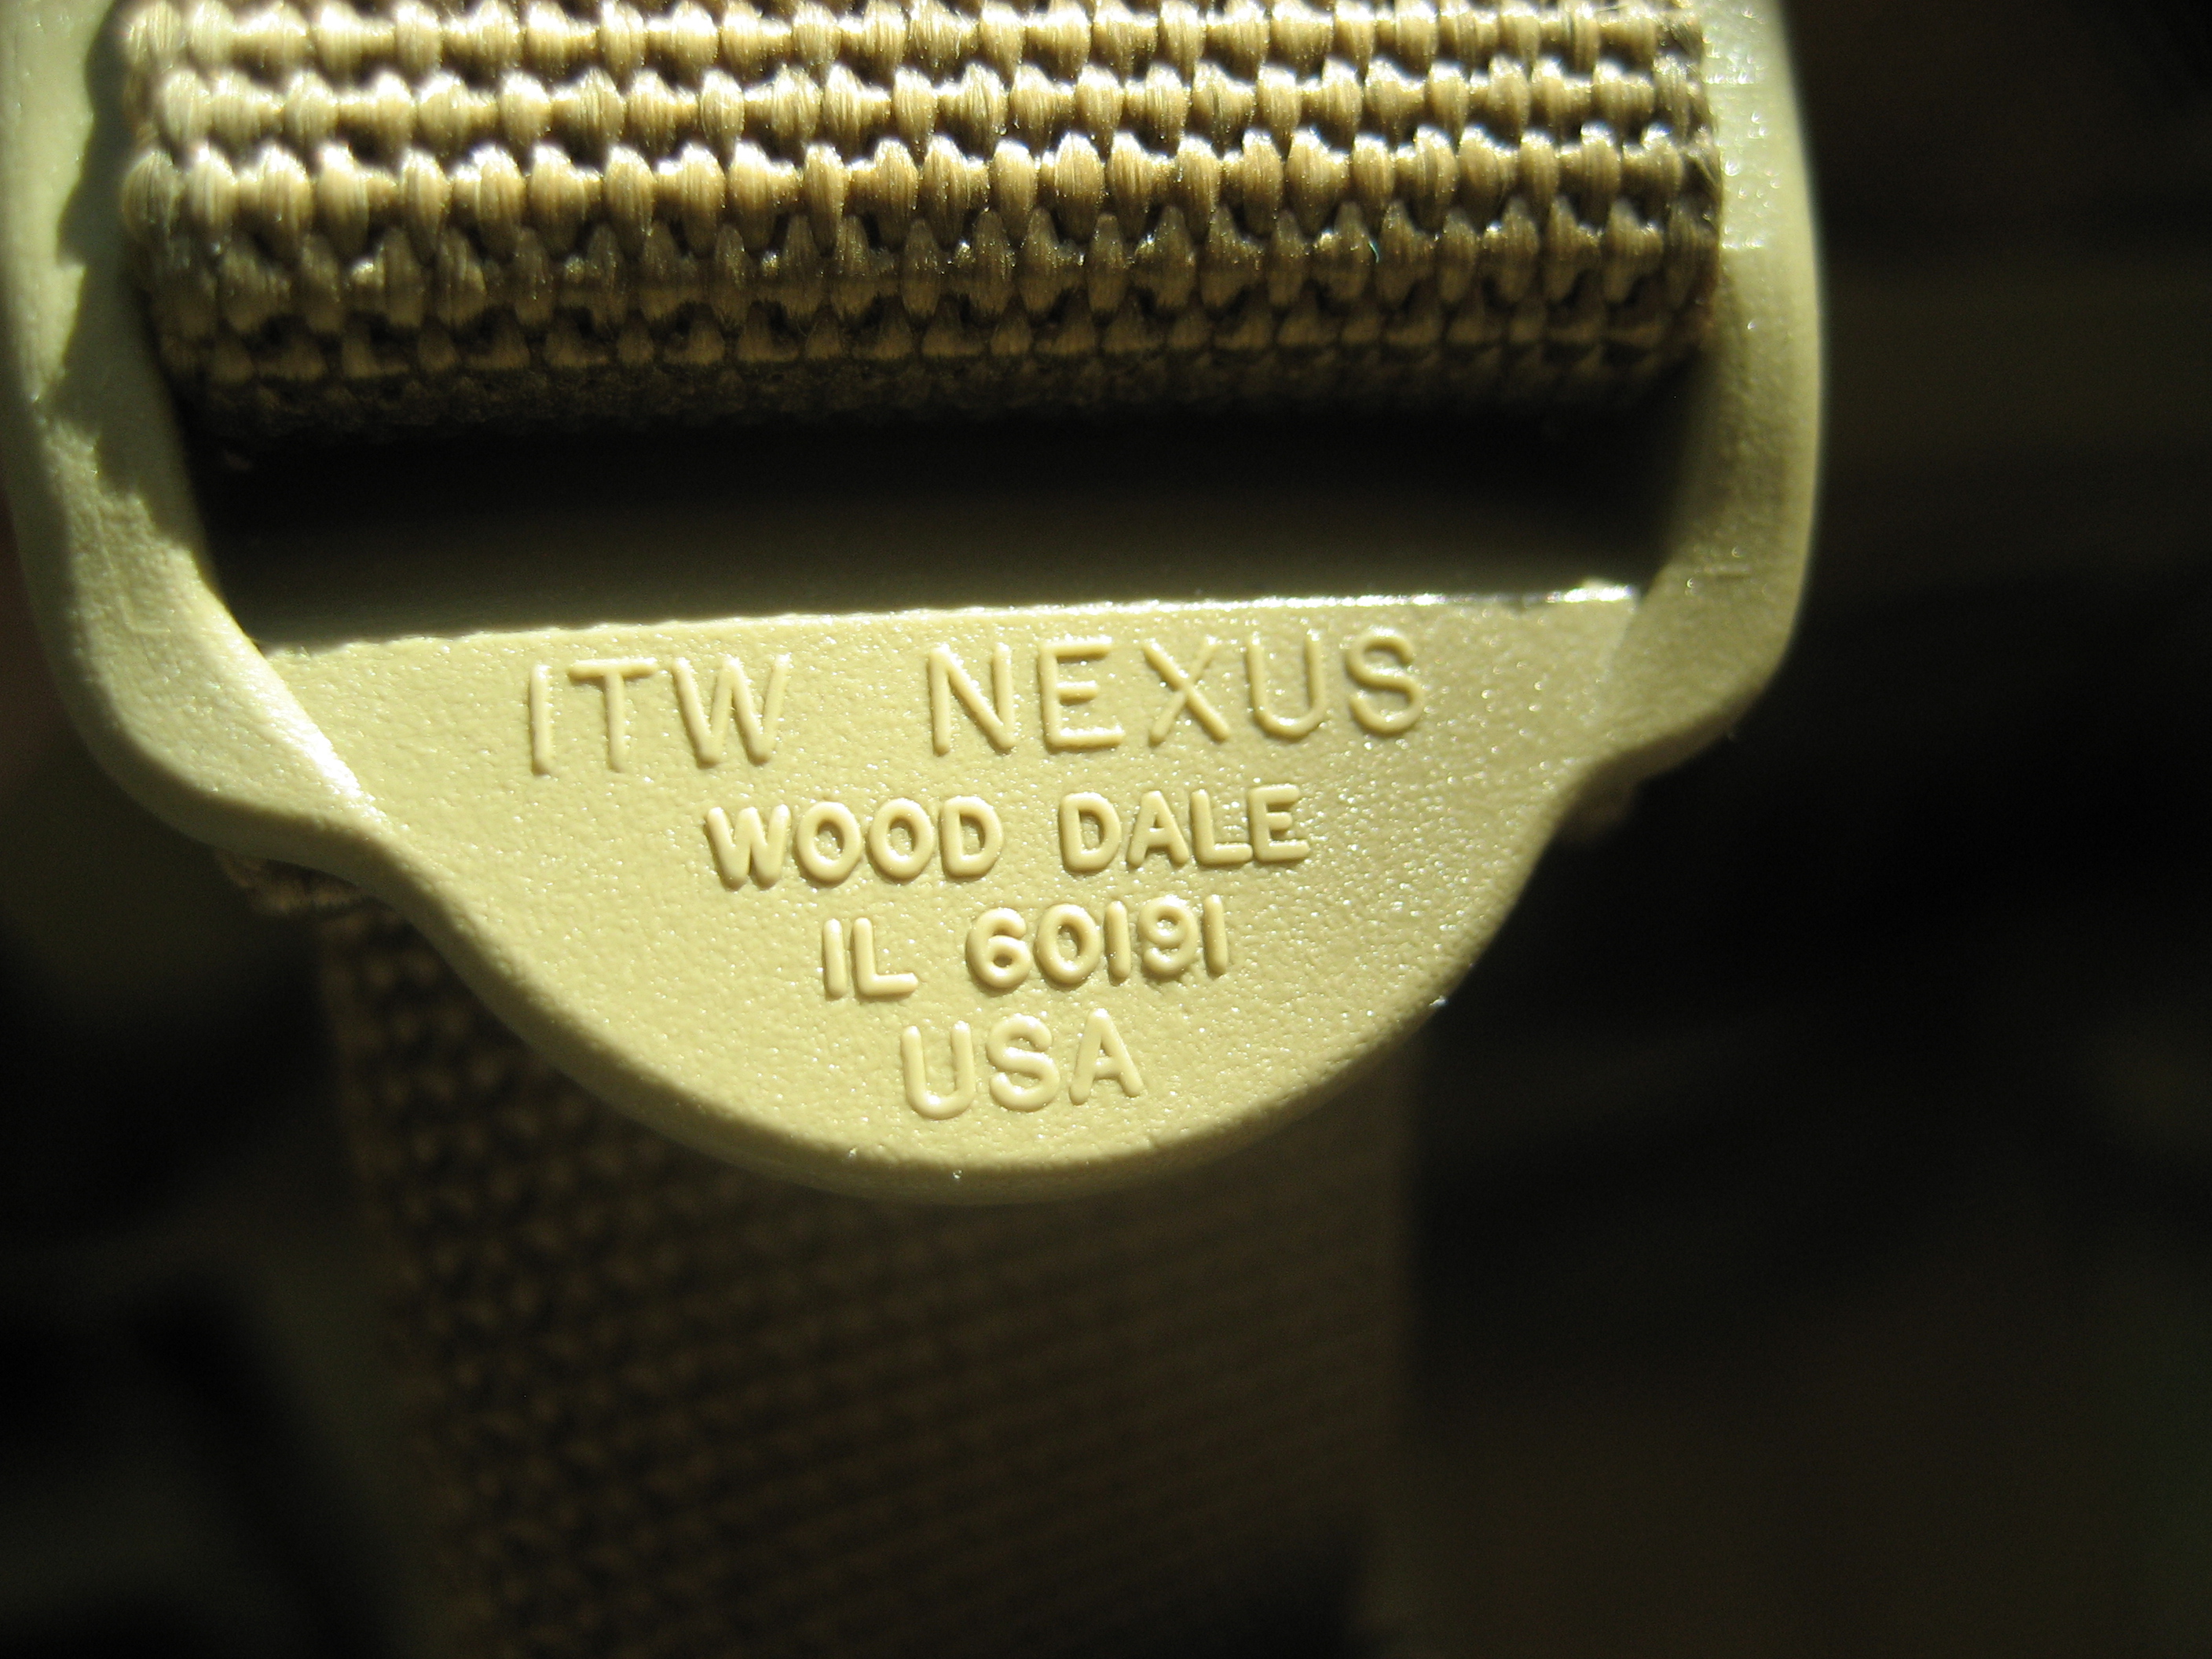 ITW NEXUS
WOOD DALE
IL 60191
USA